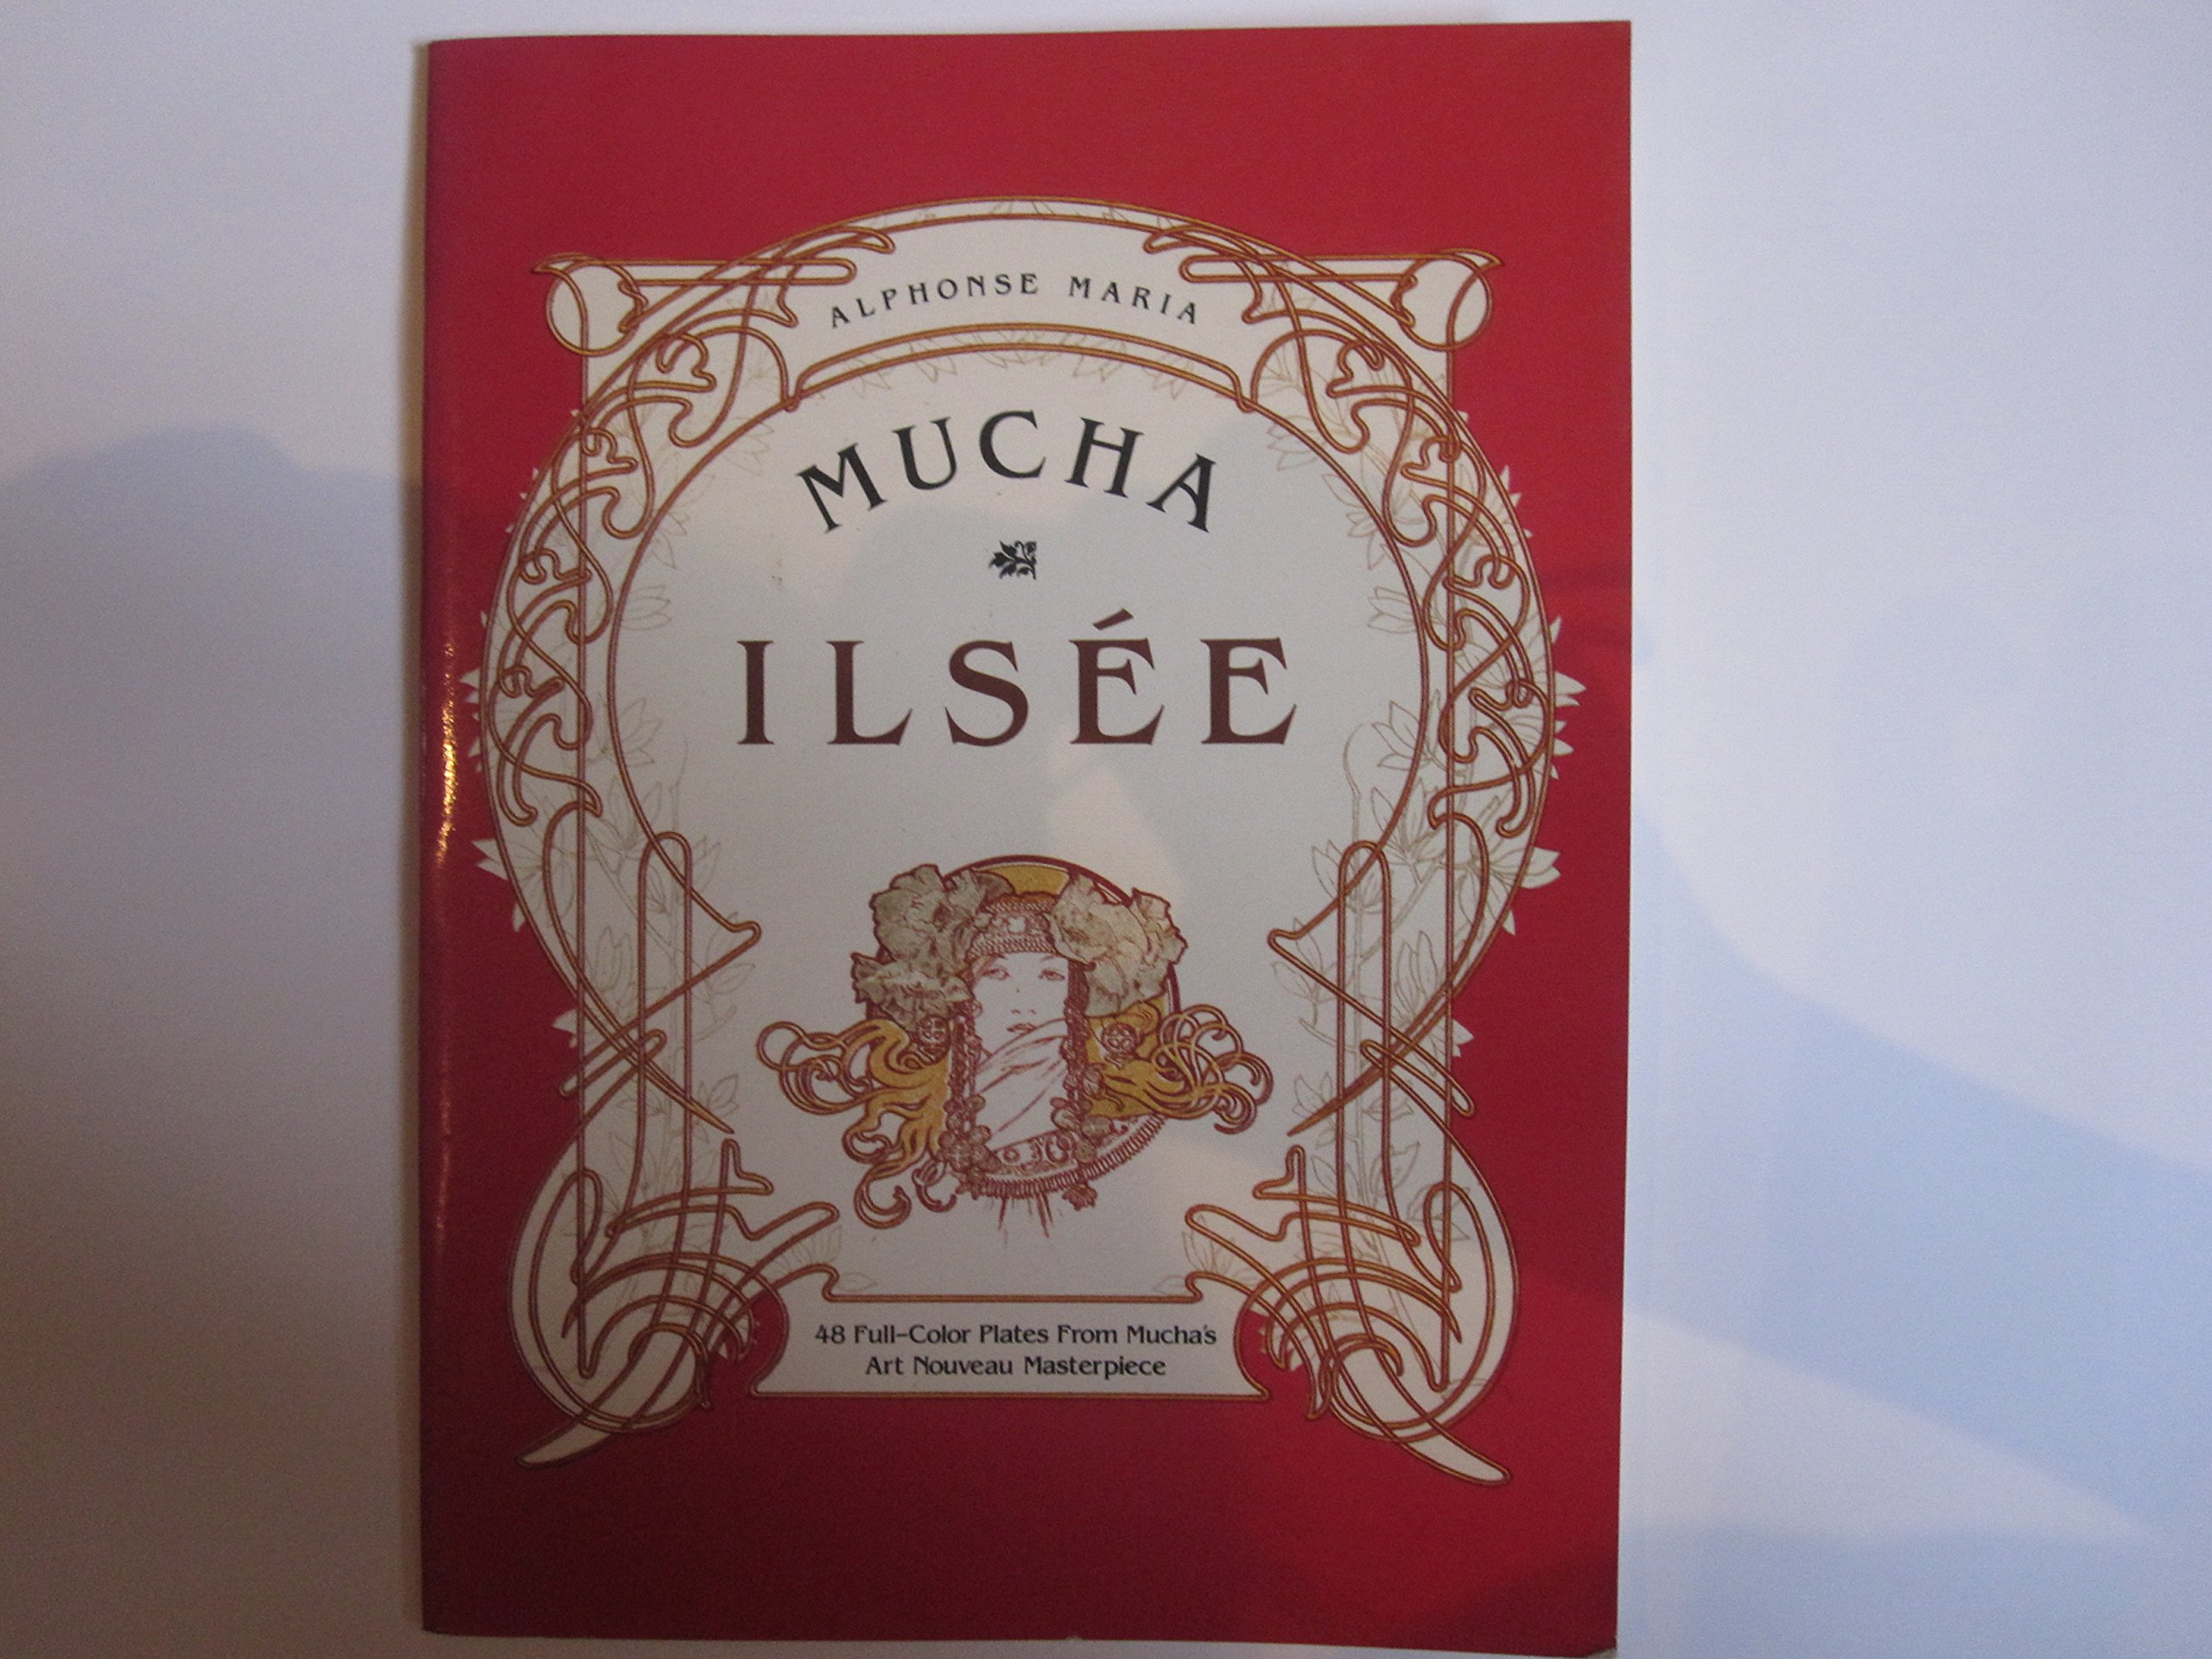 ALPHONSE MARIA
MUCHA
ILSÉE
48 Full-Color Plates From Mucha's
Art Nouveau Masterpiece